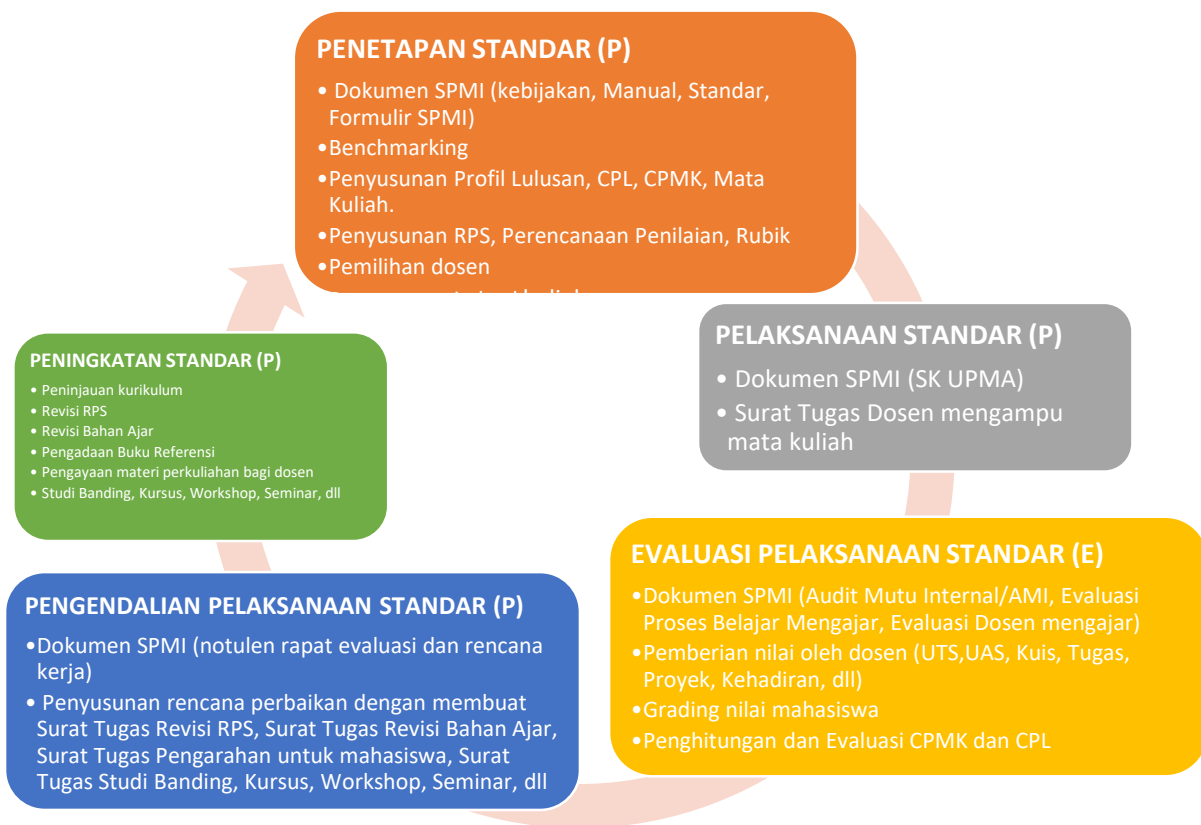 PENETAPAN STANDAR (P)
• Dokumen SPMI (kebijakan, Manual, Standar,
Formulir SPMI)
•Benchmarking
•Penyusunan Profil Lulusan, CPL, CPMK, Mata
Kuliah.
•Penyusunan RPS, Perencanaan Penilaian, Rubik
•Pemilihan dosen
PELAKSANAAN STANDAR (P)
• Dokumen SPMI (SK UPMA)
• Surat Tugas Dosen mengampu
mata kuliah
EVALUASI PELAKSANAAN STANDAR (E)
•Dokumen SPMI (Audit Mutu Internal/AMI, Evaluasi
Proses Belajar Mengajar, Evaluasi Dosen mengajar)
•Pemberian nilai oleh dosen (UTS,UAS, Kuis, Tugas,
Proyek, Kehadiran, dll)
•Grading nilai mahasiswa
•Penghitungan dan Evaluasi CPMK dan CPL
PENGENDALIAN PELAKSANAAN STANDAR (P)
•Dokumen SPMI (notulen rapat evaluasi dan rencana
kerja)
• Penyusunan rencana perbaikan dengan membuat
Surat Tugas Revisi RPS, Surat Tugas Revisi Bahan Ajar,
Surat Tugas Pengarahan untuk mahasiswa, Surat
Tugas Studi Banding, Kursus, Workshop, Seminar, dll
PENINGKATAN STANDAR (P)
• Peninjauan kurikulum
• Revisi RPS
• Revisi Bahan Ajar
• Pengadaan Buku Referensi
• Pengayaan materi perkuliahan bagi dosen
• Studi Banding, Kursus, Workshop, Seminar, dll